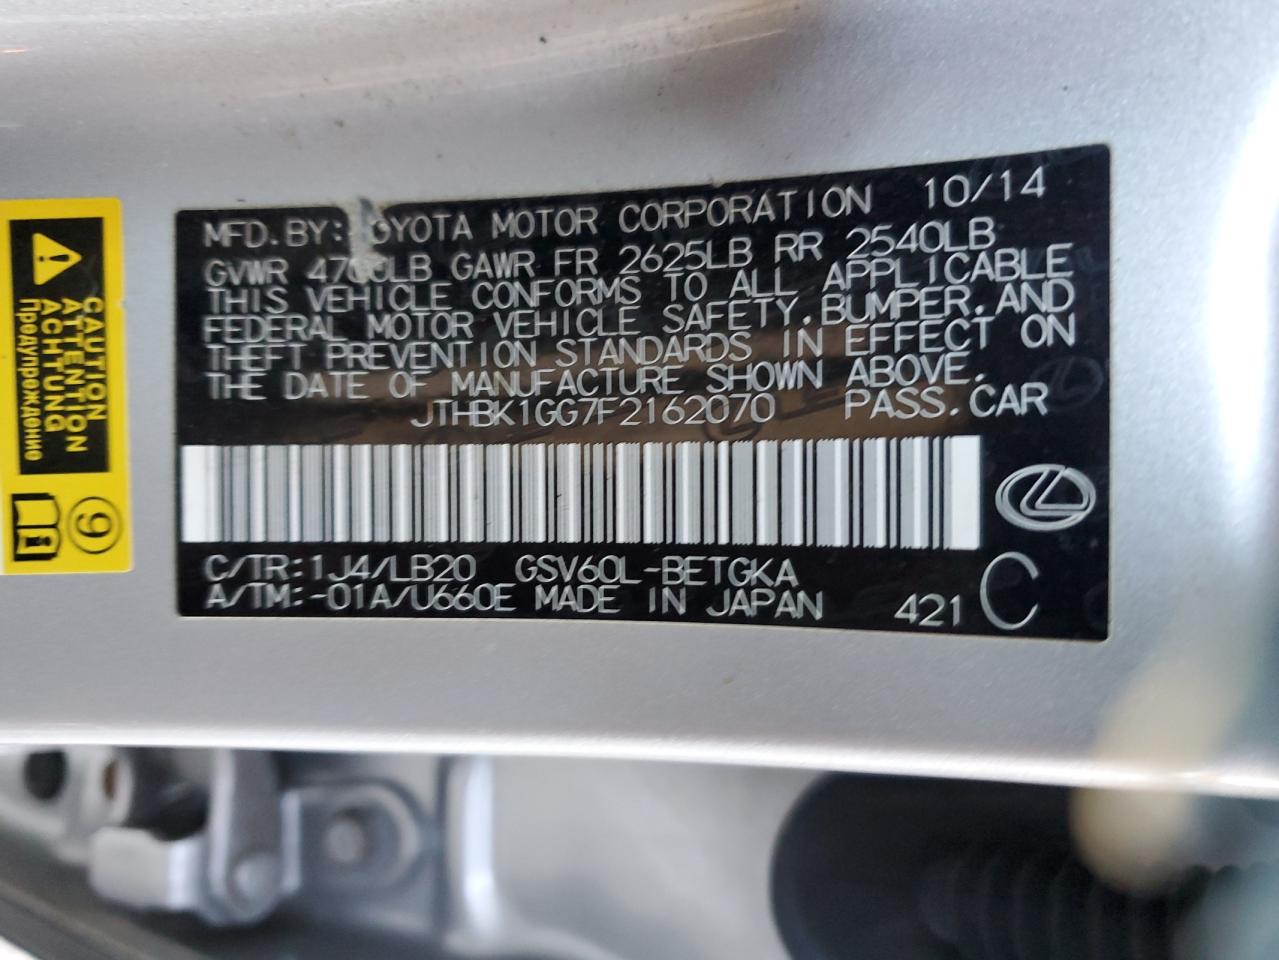 MFD. BY: TOYOTA MOTOR CORPORATION 10/14
GVWR LB GAWR FR 2625LB RR 2540LB
THIS VEHICLE CONFORMS TO ALL APPLICABLE
FEDERAL MOTOR VEHICLE SAFETY, BUMPER, AND
THEFT PREVENTION STANDARDS IN EFFECT ON
THE DATE OF MANUFACTURE SHOWN ABOVE.
JTHBK1GG7F2162070 PASS. CAR
C/TR: 1J4/LB20 GSV60L-BETGKA
A/TM: -01A/U660E MADE IN JAPAN 421 C
CAUTION
ATTENTION
ACHTUNG
Предупреждение
9